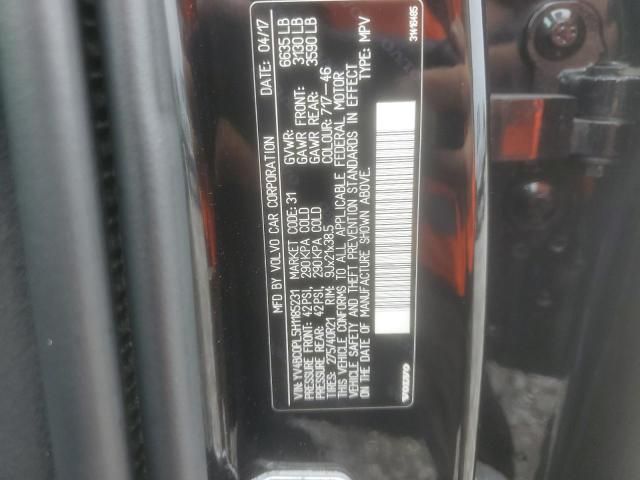 MFD BY VOLVO CAR CORPORATION DATE: 04/17
VIN: YV4BC0PL5H1185231 GVWR: 6635 LB
MARKET CODE: 31 GAWR FRONT: 3130 LB
PRESSURE FRONT: 42PSI, 290KPA COLD GAWR REAR: 3590 LB
PRESSURE REAR: 42PSI, 290KPA COLD COLOUR: 717-46
TIRES: 275/40R21 RIM: 9Jx21x38.5
THIS VEHICLE CONFORMS TO ALL APPLICABLE FEDERAL MOTOR
VEHICLE SAFETY AND THEFT PREVENTION STANDARDS IN EFFECT
ON THE DATE OF MANUFACTURE SHOWN ABOVE. TYPE: MPV
VOLVO
31416485